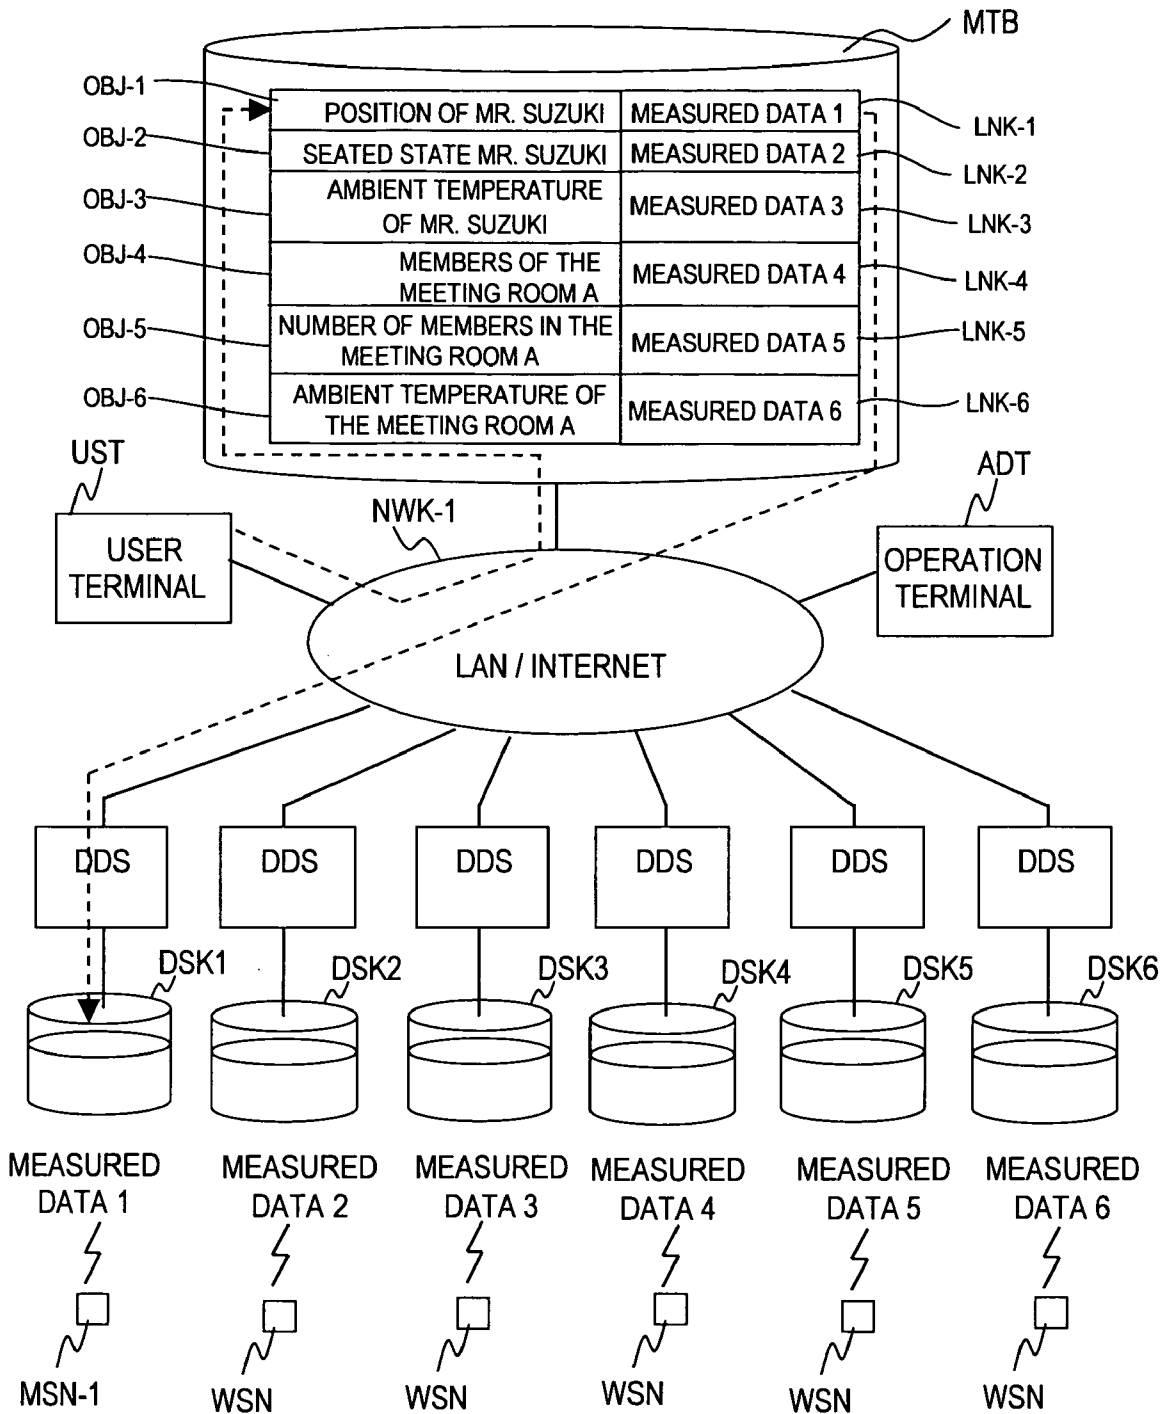 MTB
OBJ-1
POSITION OF MR. SUZUKI
MEASURED DATA 1
LNK-1
OBJ-2
SEATED STATE MR. SUZUKI
MEASURED DATA 2
LNK-2
OBJ-3
AMBIENT TEMPERATURE
OF MR. SUZUKI
MEASURED DATA 3
LNK-3
OBJ-4
MEMBERS OF THE
MEETING ROOM A
MEASURED DATA 4
LNK-4
OBJ-5
NUMBER OF MEMBERS IN THE
MEETING ROOM A
MEASURED DATA 5
LNK-5
OBJ-6
AMBIENT TEMPERATURE OF
THE MEETING ROOM A
MEASURED DATA 6
LNK-6
UST
USER
TERMINAL
NWK-1
ADT
OPERATION
TERMINAL
LAN / INTERNET
DDS
DDS
DDS
DDS
DDS
DDS
DSK1
DSK2
DSK3
DSK4
DSK5
DSK6
MEASURED
DATA 1
MEASURED
DATA 2
MEASURED
DATA 3
MEASURED
DATA 4
MEASURED
DATA 5
MEASURED
DATA 6
MSN-1
WSN
WSN
WSN
WSN
WSN